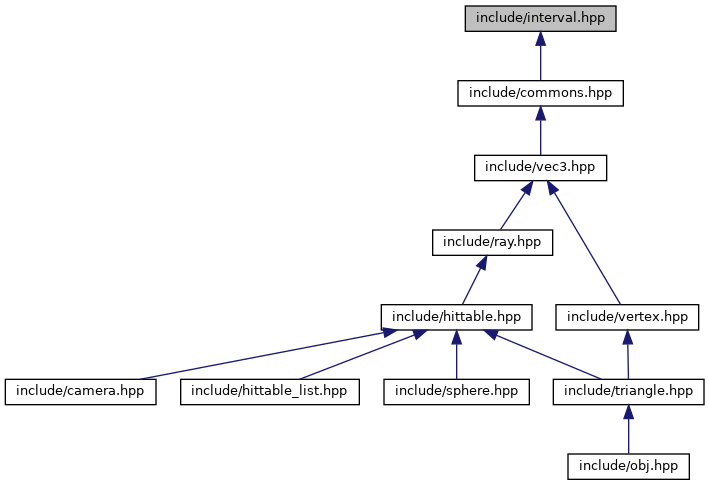 include/interval.hpp
include/commons.hpp
include/vec3.hpp
include/ray.hpp
include/hittable.hpp
include/vertex.hpp
include/camera.hpp
include/hittable_list.hpp
include/sphere.hpp
include/triangle.hpp
include/obj.hpp